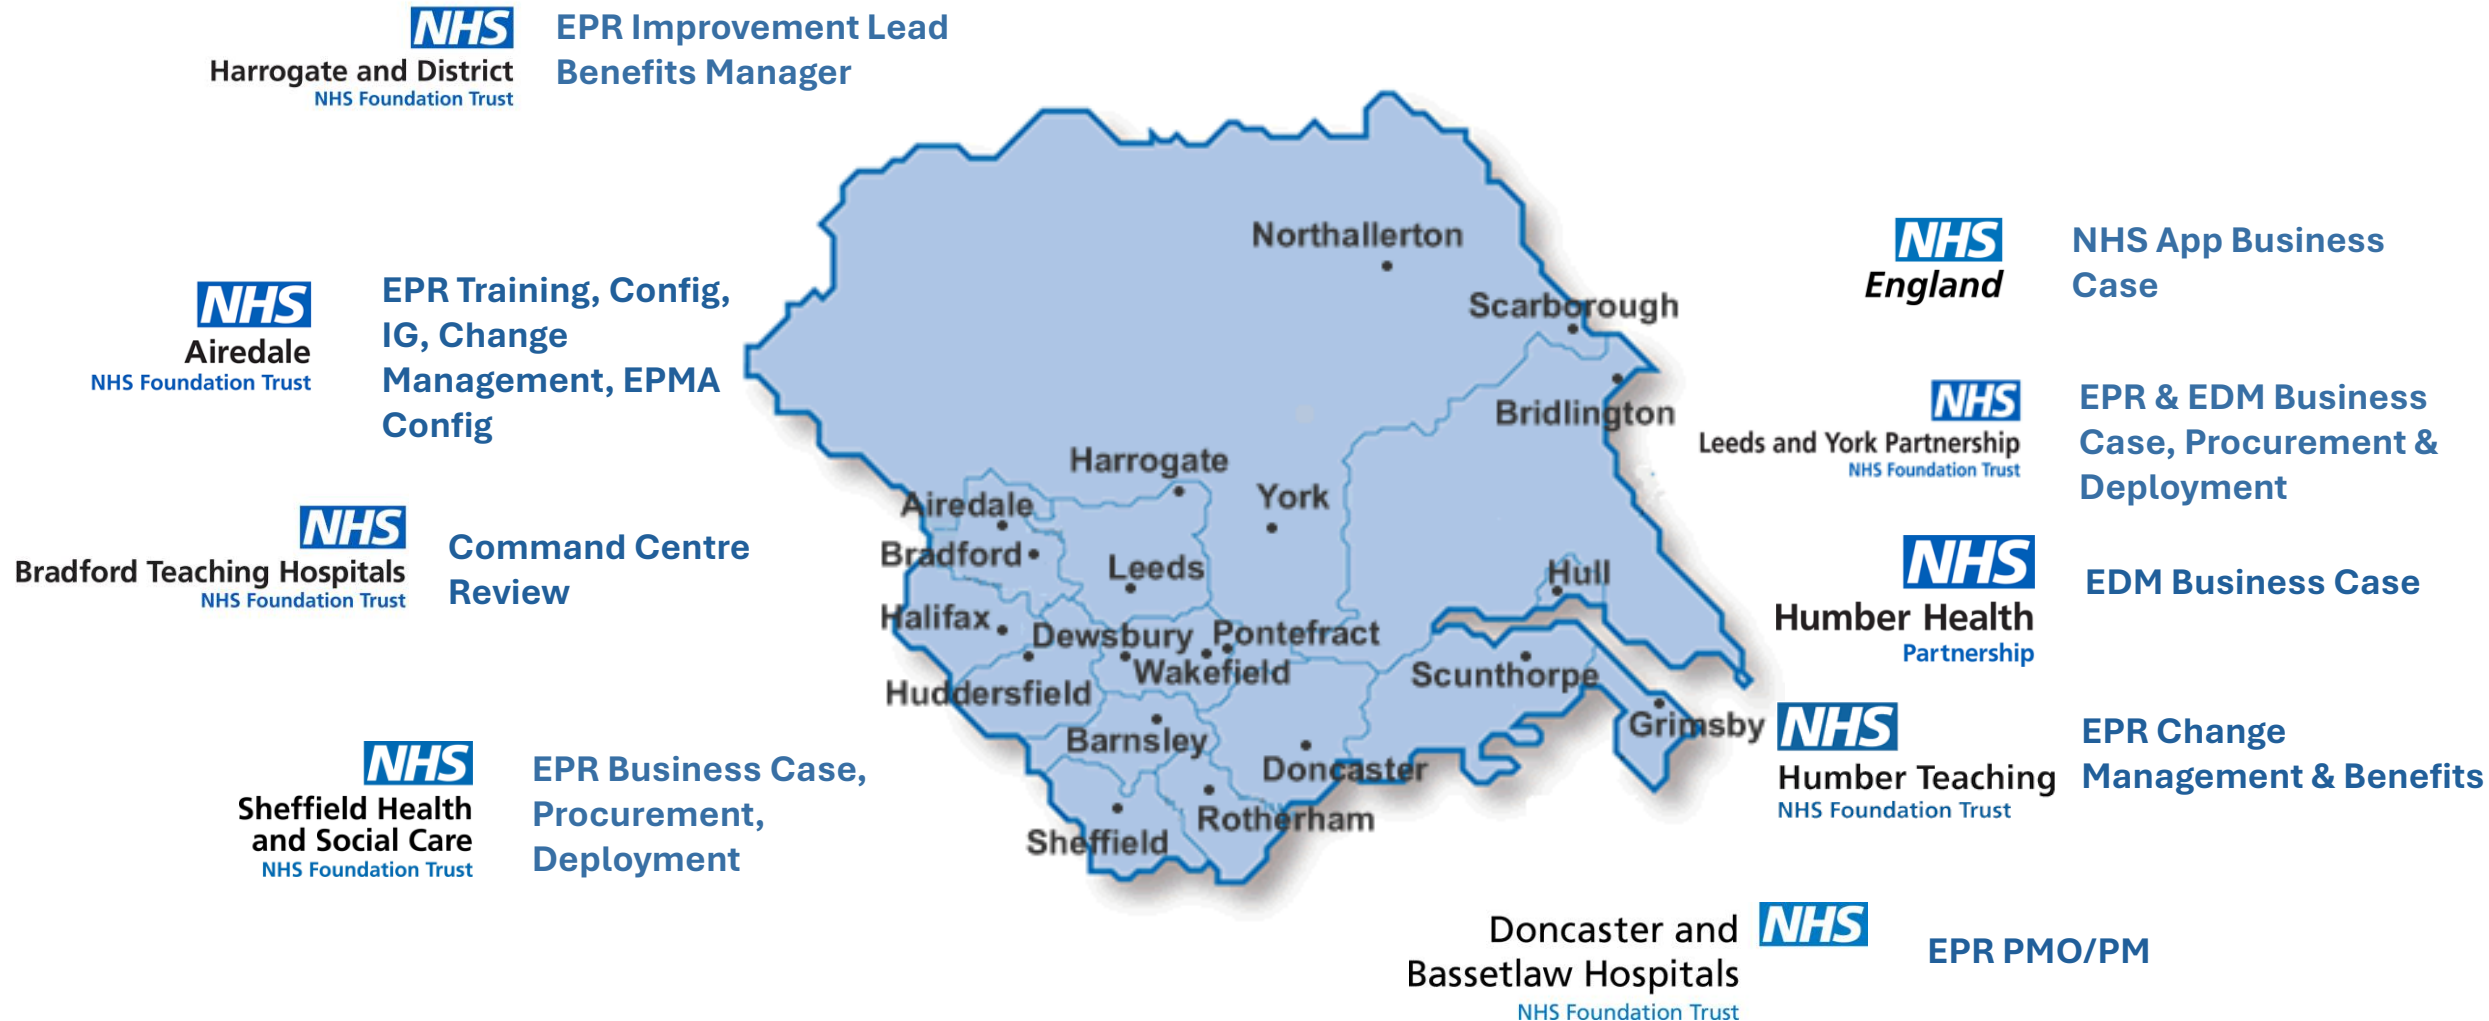 NHS
Harrogate and District
NHS Foundation Trust
EPR Improvement Lead
Benefits Manager
NHS
Airedale
NHS Foundation Trust
EPR Training, Config,
IG, Change
Management, EPMA
Config
NHS
Bradford Teaching Hospitals
NHS Foundation Trust
Command Centre
Review
NHS
Sheffield Health
and Social Care
NHS Foundation Trust
EPR Business Case,
Procurement,
Deployment
Northallerton
Scarborough
Bridlington
Harrogate
York
Airedale
Bradford
Leeds
Hull
Halifax
Dewsbury
Pontefract
Wakefield
Scunthorpe
Huddersfield
Grimsby
Barnsley
Doncaster
Rotherham
Sheffield
NHS
England
NHS App Business
Case
NHS
Leeds and York Partnership
NHS Foundation Trust
EPR & EDM Business
Case, Procurement &
Deployment
NHS
Humber Health
Partnership
EDM Business Case
NHS
Humber Teaching
NHS Foundation Trust
EPR Change
Management & Benefits
Doncaster and
Bassetlaw Hospitals
NHS Foundation Trust
NHS
EPR PMO/PM